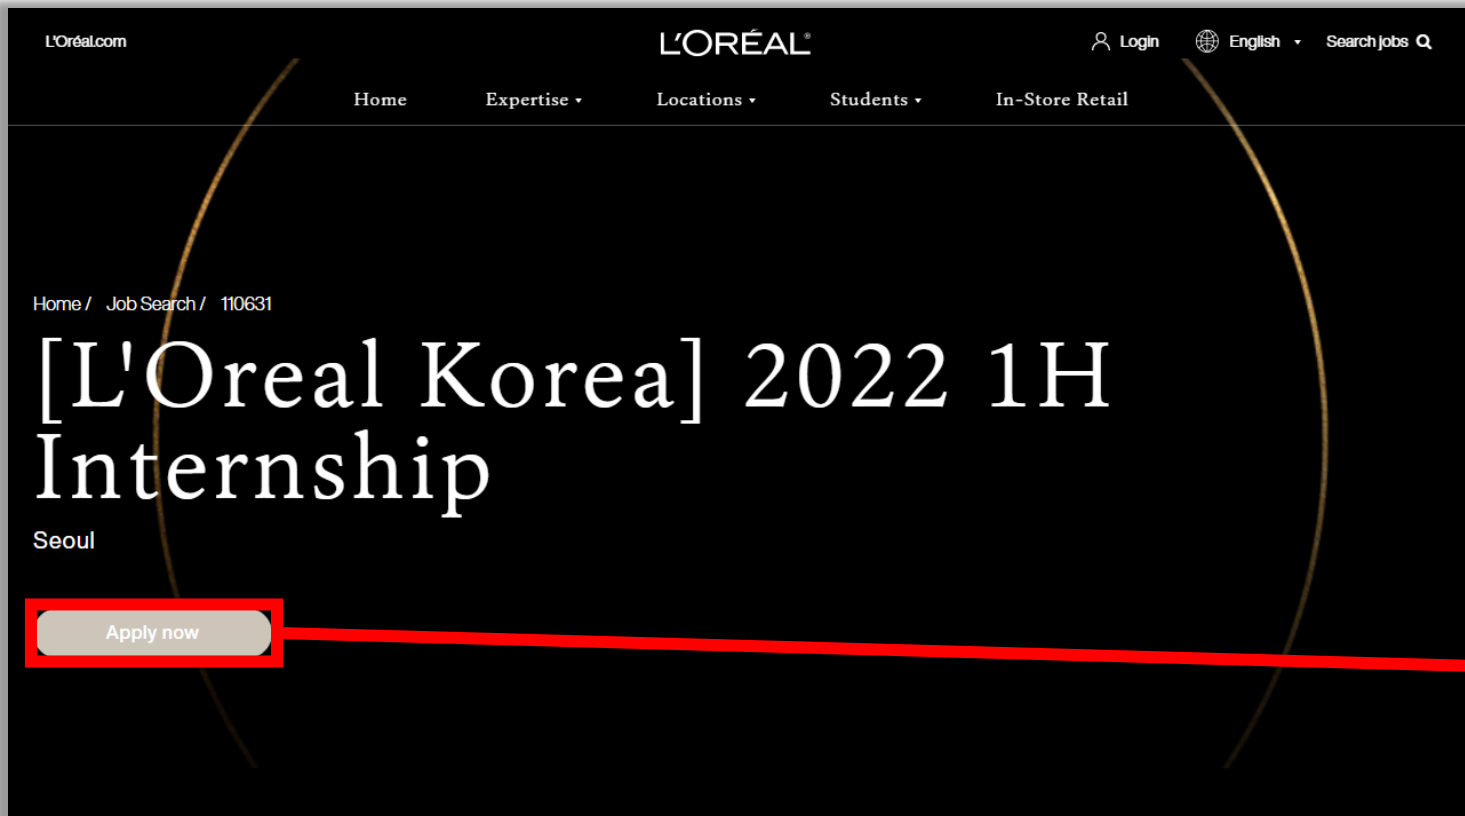 L'Oréal.com
L'ORÉAL®
Login
English
Search jobs
Home
Expertise
Locations
Students
In-Store Retail
Home / Job Search / 110631
[L'Oreal Korea] 2022 1H
Internship
Seoul
Apply now